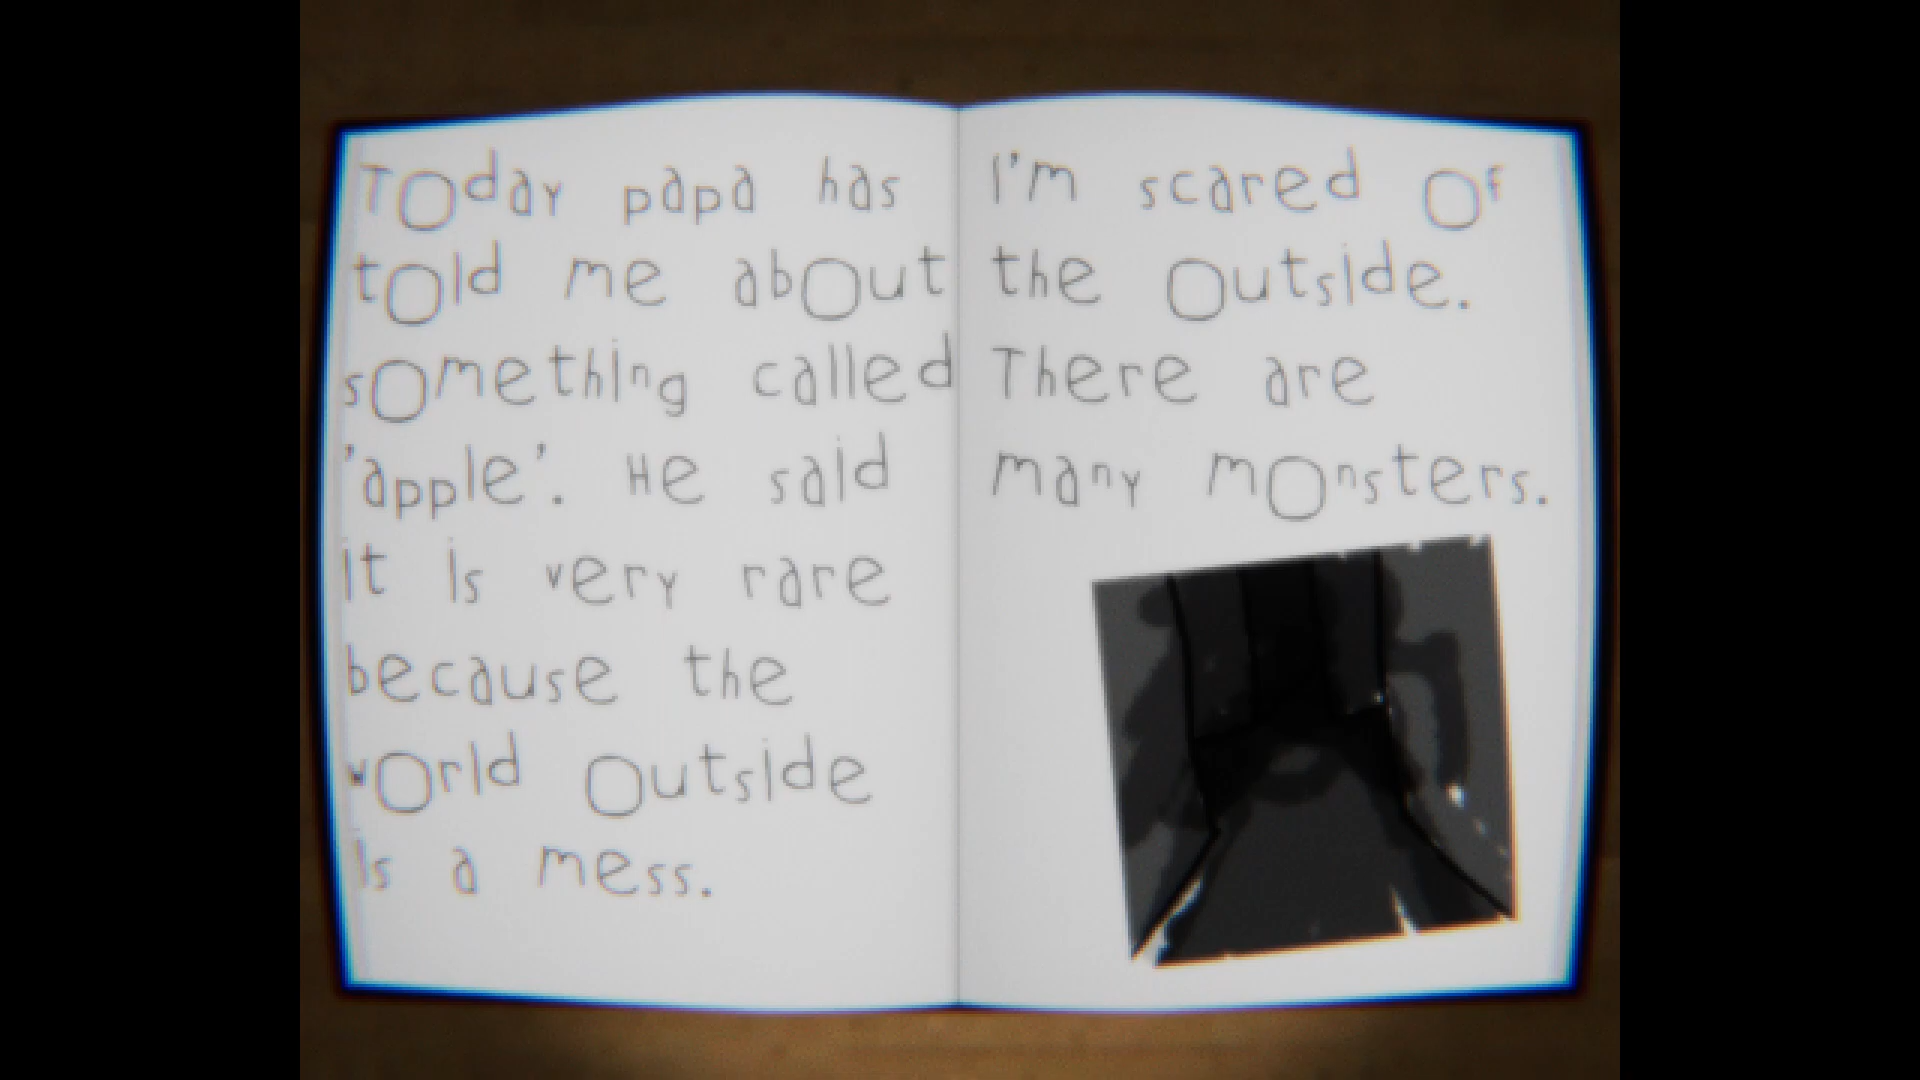 Today papa has
told me about
something called
'apple'. He said
it is very rare
because the
world outside
is a mess.
I'm scared of
the outside.
There are
many monsters.